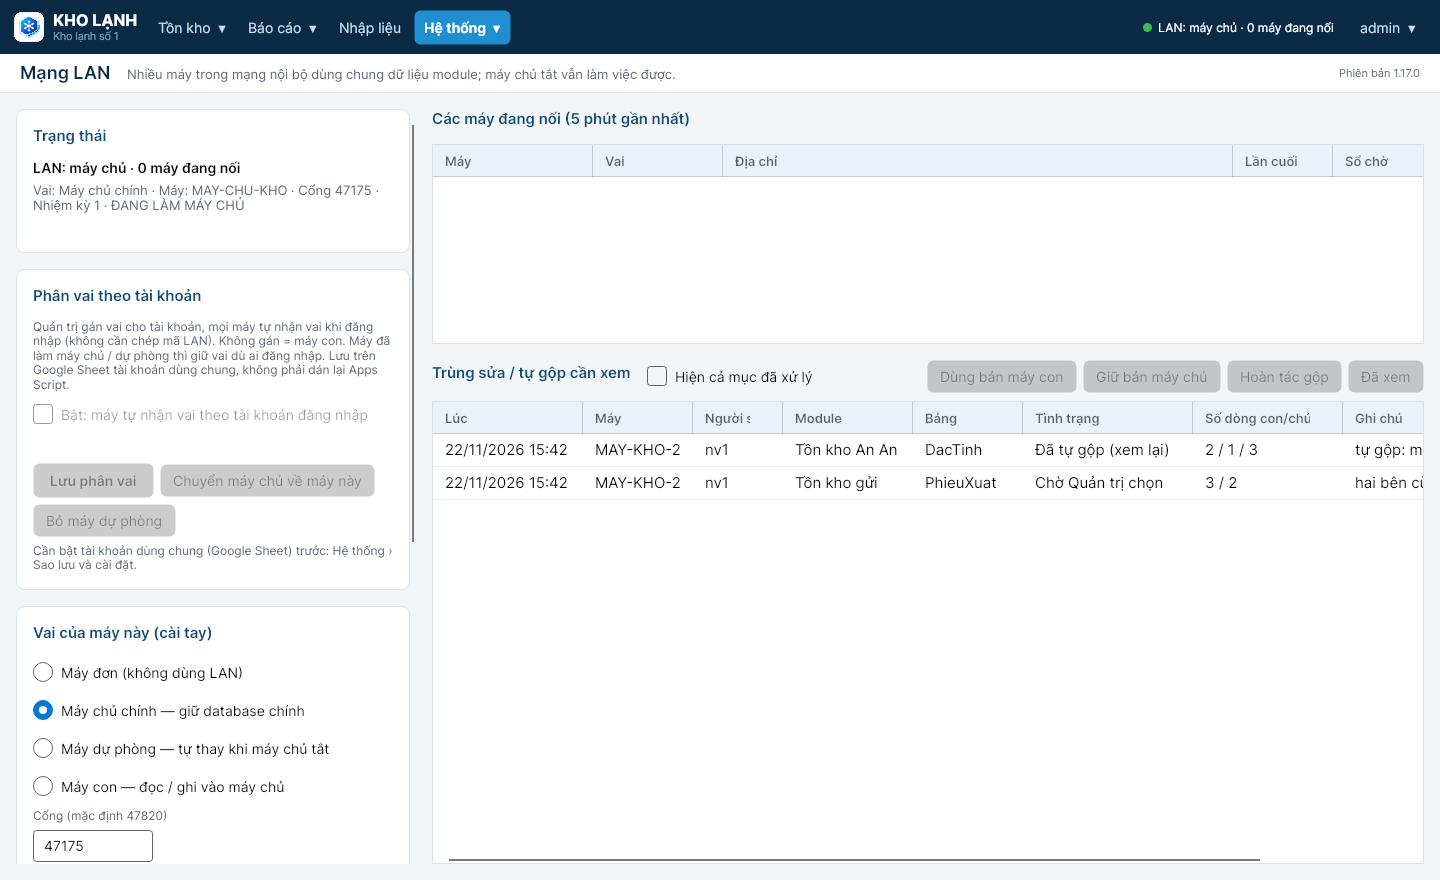 KHO LẠNH
Kho lạnh số 1
Tồn kho ▾
Báo cáo ▾
Nhập liệu
Hệ thống ▾
LAN: máy chủ · 0 máy đang nối
admin ▾
Mạng LAN
Nhiều máy trong mạng nội bộ dùng chung dữ liệu module; máy chủ tắt vẫn làm việc được.
Phiên bản 1.17.0
Trạng thái
LAN: máy chủ · 0 máy đang nối
Vai: Máy chủ chính · Máy: MAY-CHU-KHO · Cổng 47175 ·
Nhiệm kỳ 1 · ĐANG LÀM MÁY CHỦ
Phân vai theo tài khoản
Quản trị gán vai cho tài khoản, mọi máy tự nhận vai khi đăng
nhập (không cần chép mã LAN). Không gán = máy con. Máy đã
làm máy chủ / dự phòng thì giữ vai dù ai đăng nhập. Lưu trên
Google Sheet tài khoản dùng chung, không phải dán lại Apps
Script.
Bật: máy tự nhận vai theo tài khoản đăng nhập
Lưu phân vai
Chuyển máy chủ về máy này
Bỏ máy dự phòng
Cần bật tài khoản dùng chung (Google Sheet) trước: Hệ thống ›
Sao lưu và cài đặt.
Vai của máy này (cài tay)
Máy đơn (không dùng LAN)
Máy chủ chính — giữ database chính
Máy dự phòng — tự thay khi máy chủ tắt
Máy con — đọc / ghi vào máy chủ
Cổng (mặc định 47820)
47175
Các máy đang nối (5 phút gần nhất)
Máy Vai Địa chỉ Lần cuối Sổ chờ
Trùng sửa / tự gộp cần xem
Hiện cả mục đã xử lý
Dùng bản máy con
Giữ bản máy chủ
Hoàn tác gộp
Đã xem
Lúc Máy Người s Module Bảng Tình trạng Số dòng con/chủ Ghi chú
22/11/2026 15:42 MAY-KHO-2 nv1 Tồn kho An An DacTinh Đã tự gộp (xem lại) 2 / 1 / 3 tự gộp: m
22/11/2026 15:42 MAY-KHO-2 nv1 Tồn kho gửi PhieuXuat Chờ Quản trị chọn 3 / 2 hai bên cù